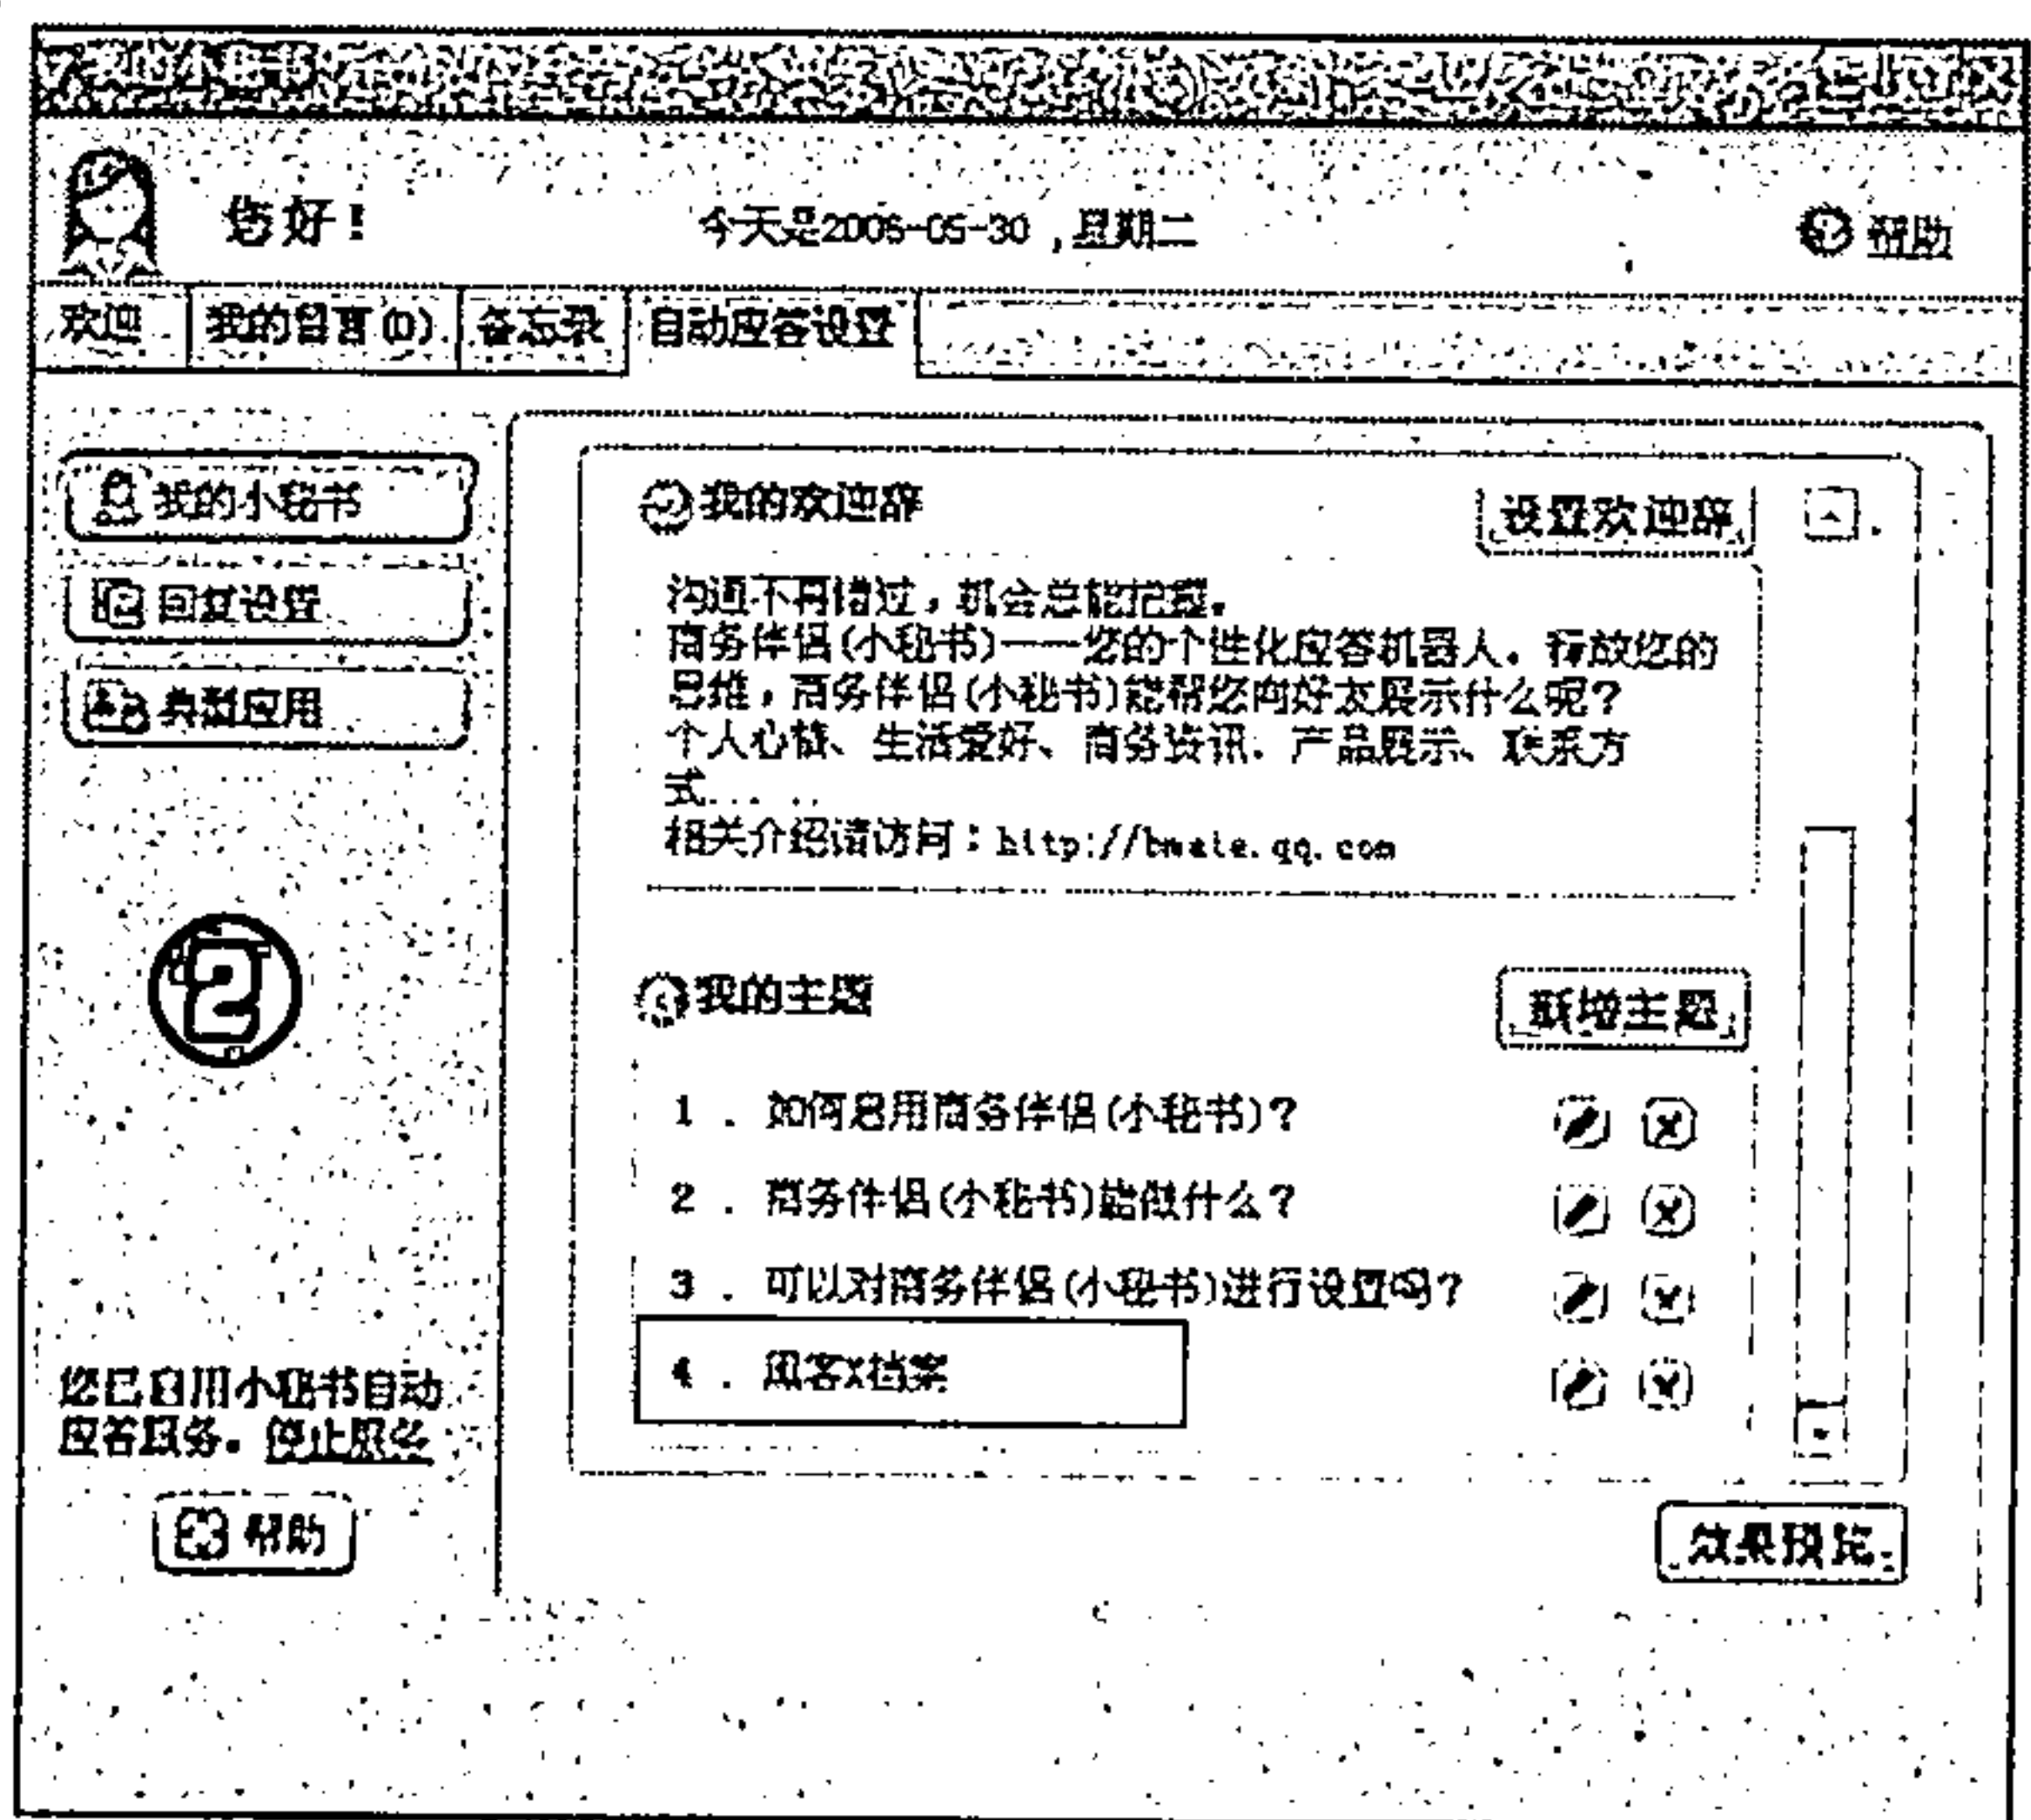 我的小秘书
您好！
今天是2006-05-30，星期二
帮助
欢迎
我的留言(0)
备忘录
自动应答设置
我的小秘书
回复设置
典型应用
我的欢迎辞
设置欢迎辞
沟通不再错过，机会总能把握。
商务伴侣(小秘书)——您的个性化应答机器人。释放您的
思维，商务伴侣(小秘书)能帮您向好友展示什么呢？
个人心情、生活爱好、商务资讯、产品展示、联系方
式......
相关介绍请访问：http://bmate.qq.com
我的主题
新增主题
1．如何启用商务伴侣(小秘书)？
2．商务伴侣(小秘书)能做什么？
3．可以对商务伴侣(小秘书)进行设置吗？
4．闪客X档案
您已启用小秘书自动
应答服务。停止服务
帮助
效果预览